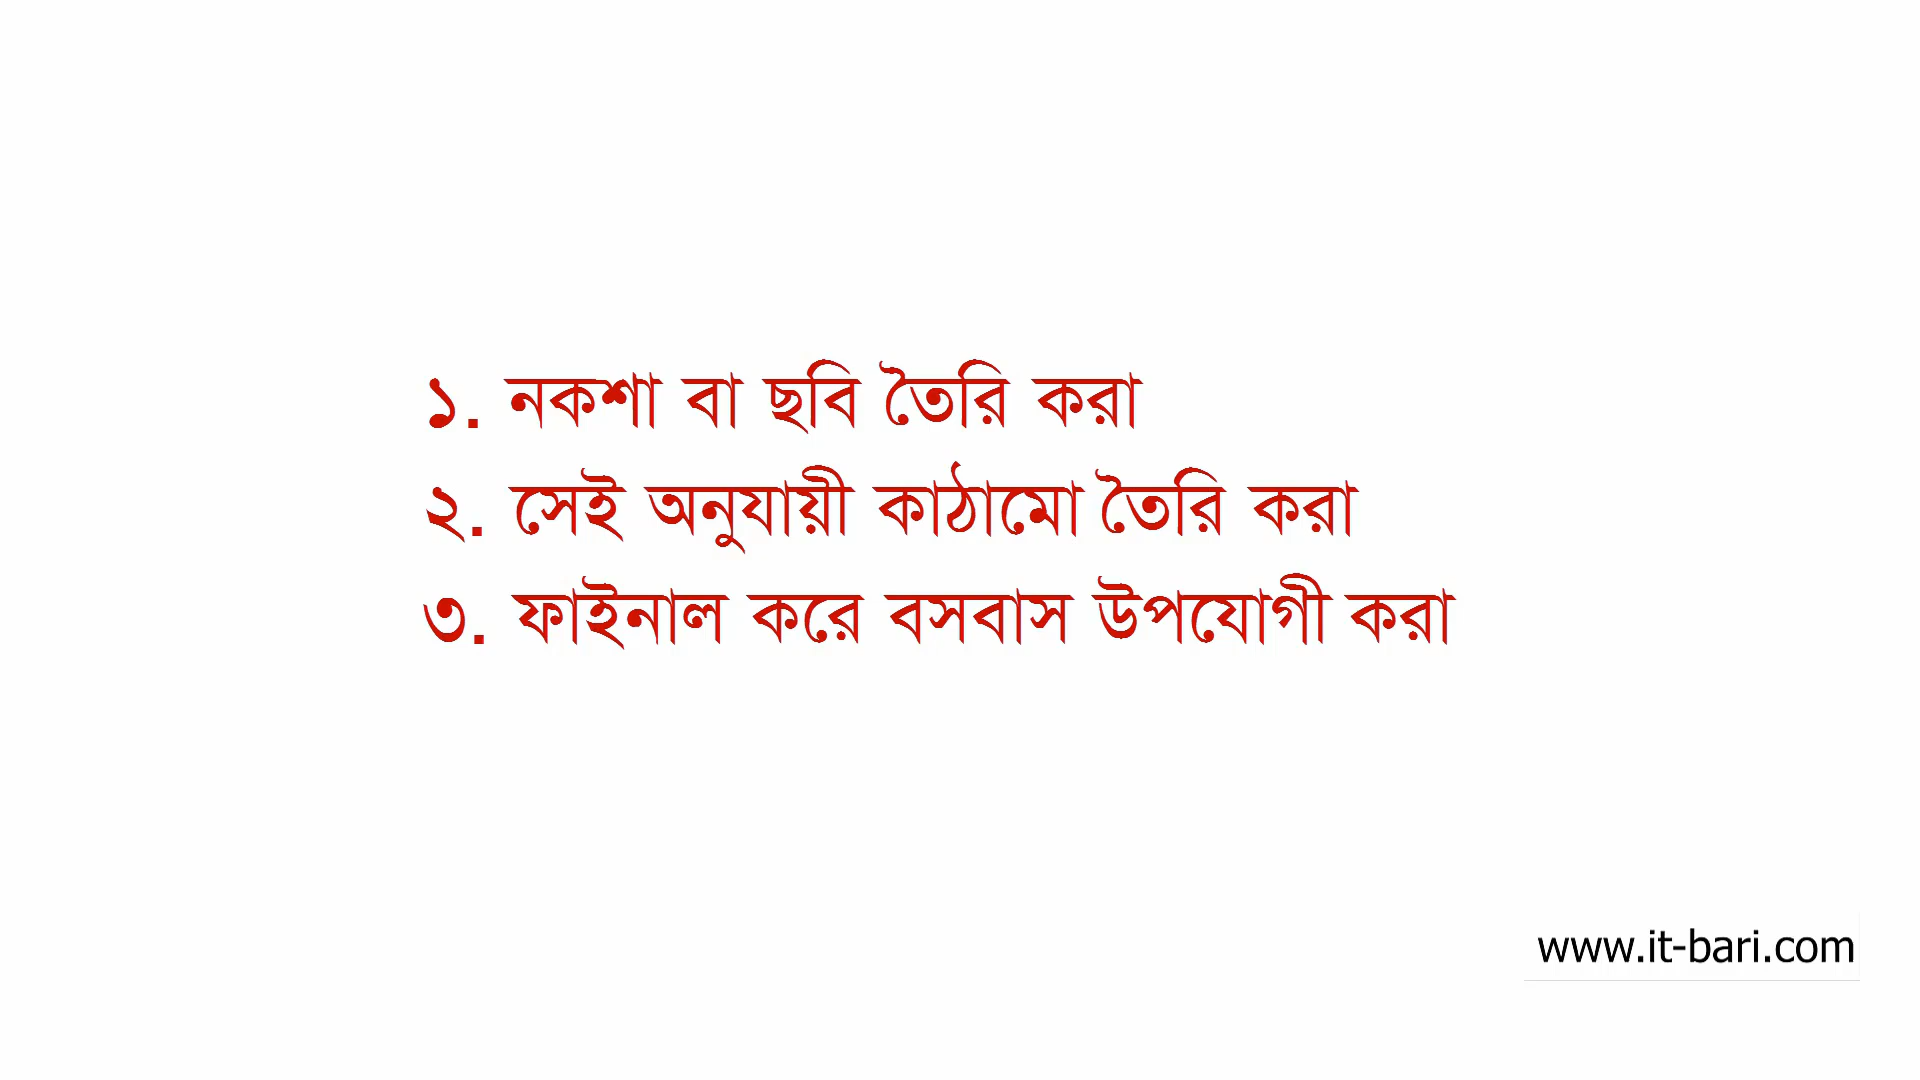 ১. নকশা বা ছবি তৈরি করা
২. সেই অনুযায়ী কাঠামো তৈরি করা
৩. ফাইনাল করে বসবাস উপযোগী করা
www.it-bari.com